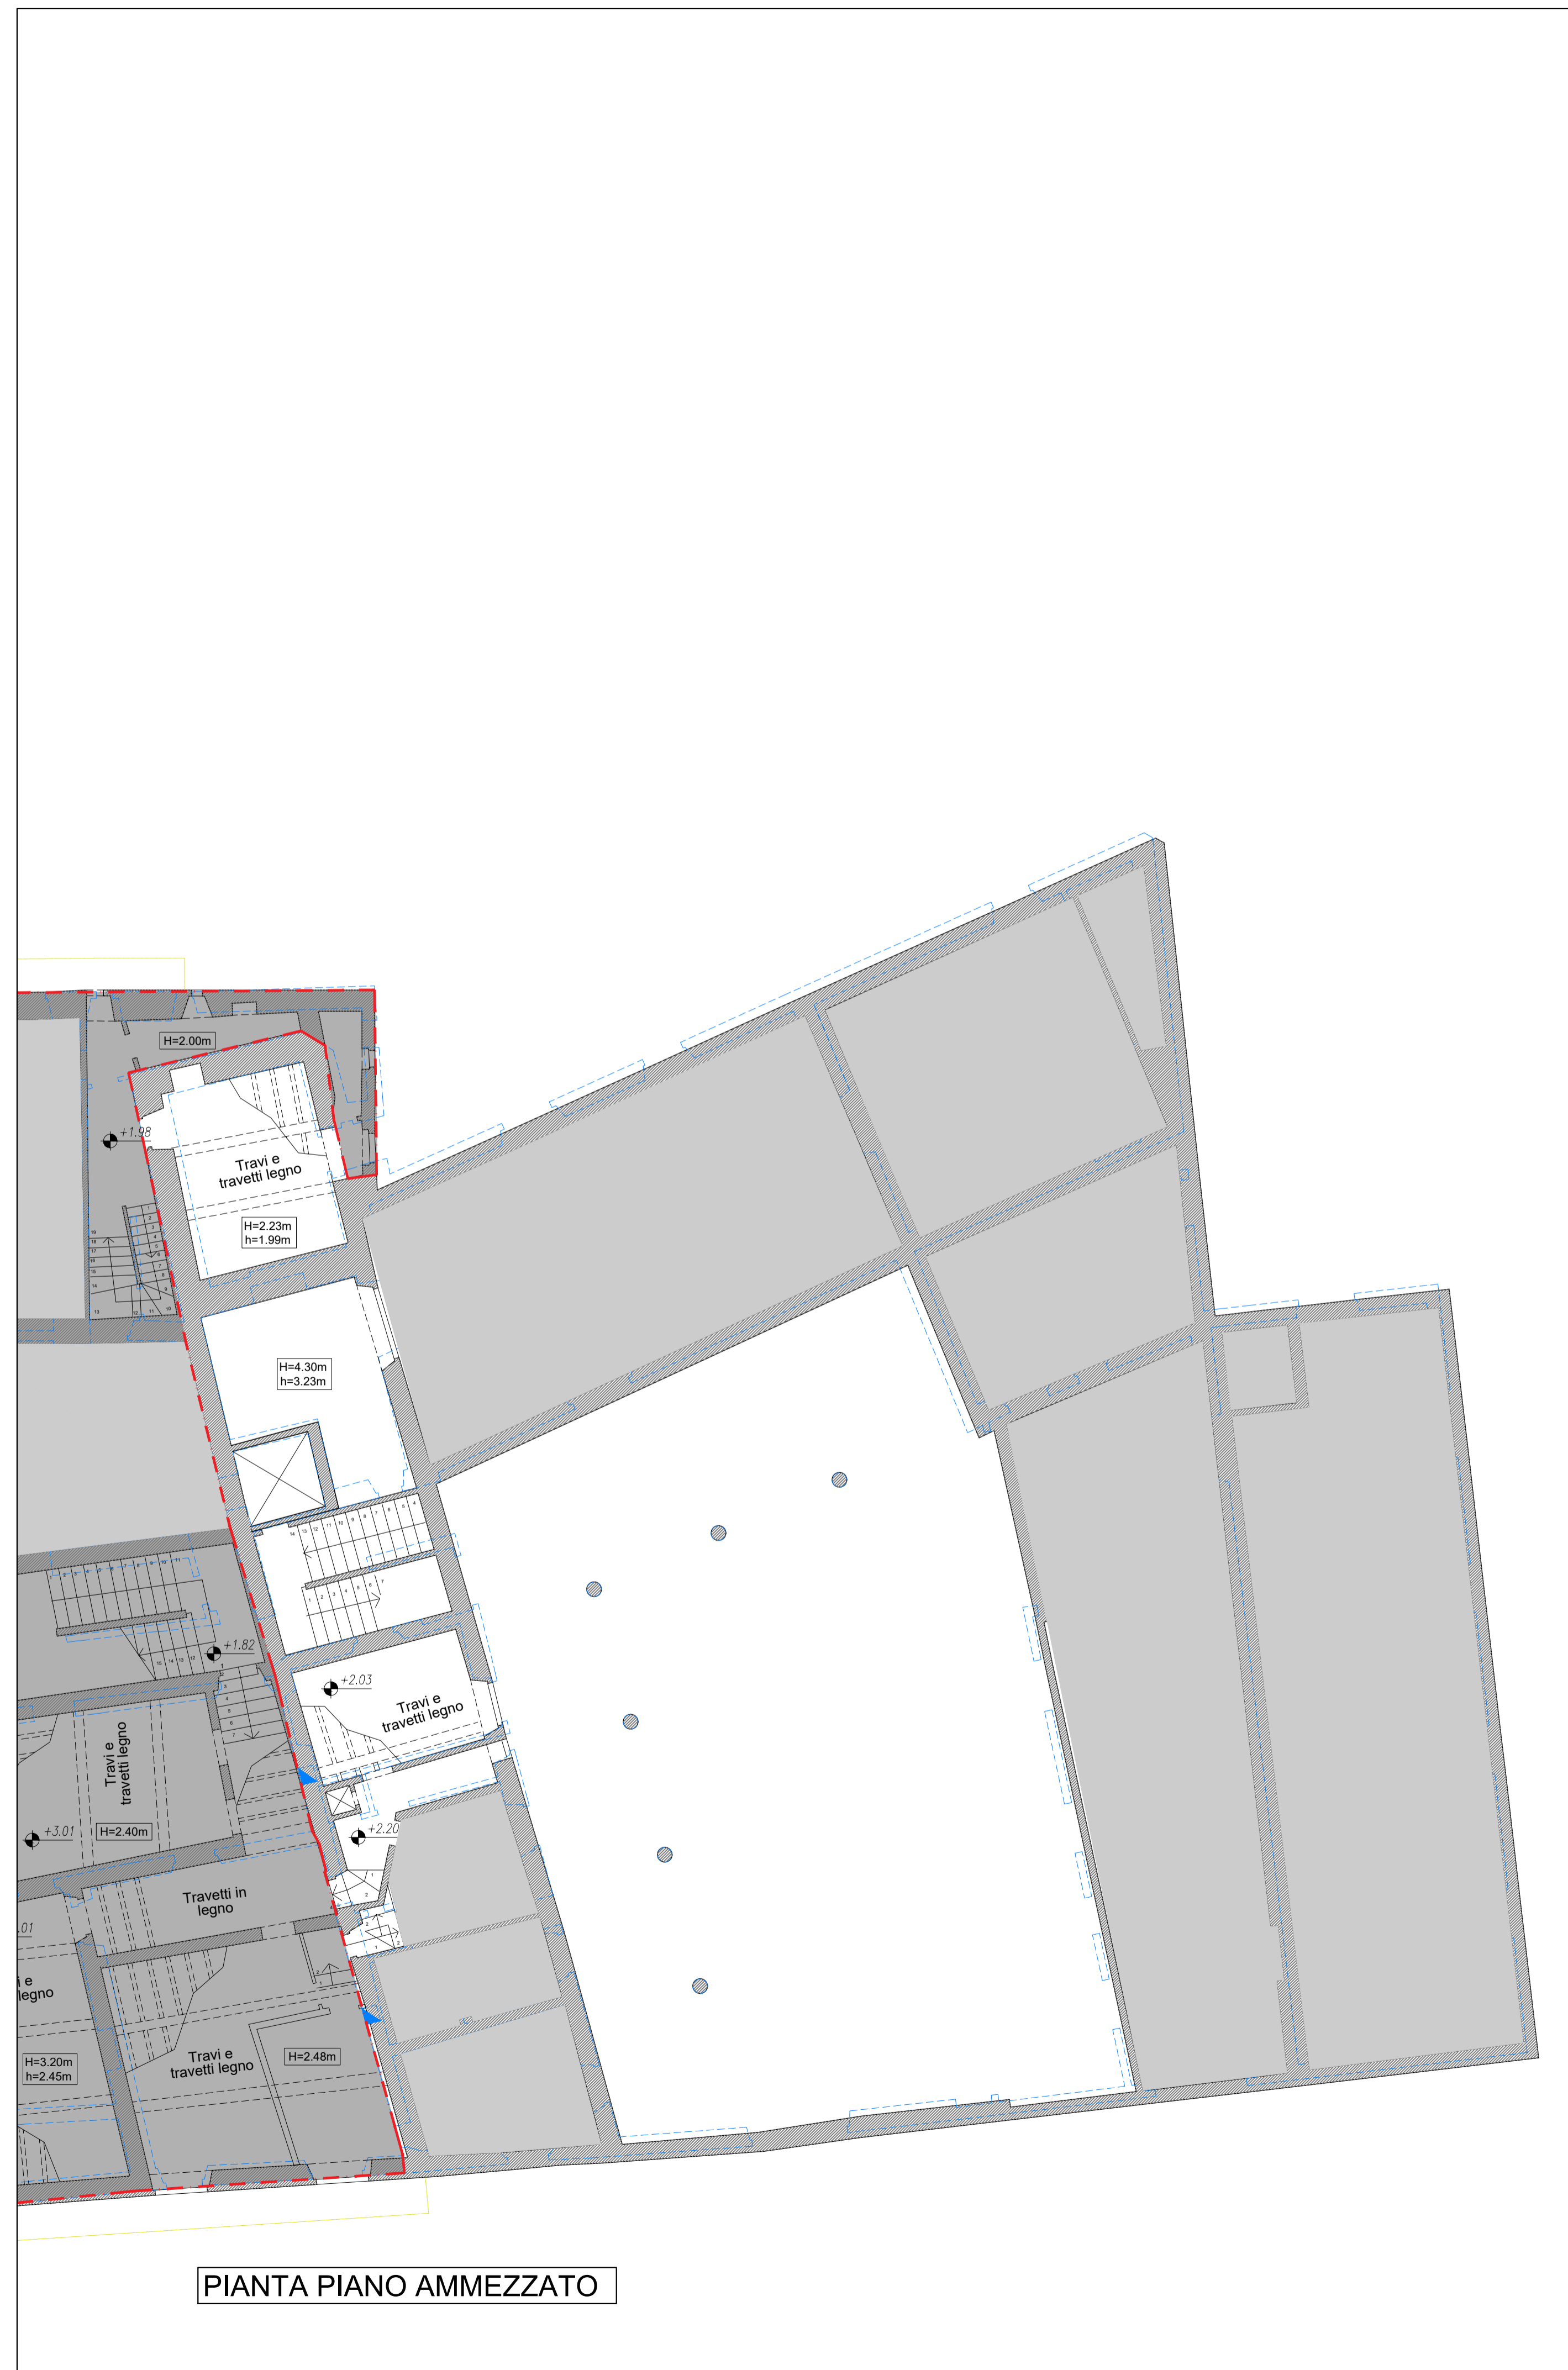 H=2.00m
+1.98
Travi e
travetti legno
H=2.23m
h=1.99m
H=4.30m
h=3.23m
+1.82
+2.03
Travi e
travetti legno
Travi e
travetti legno
+3.01
H=2.40m
+2.20
Travetti in
legno
.01
i e
legno
H=3.20m
h=2.45m
Travi e
travetti legno
H=2.48m
PIANTA PIANO AMMEZZATO